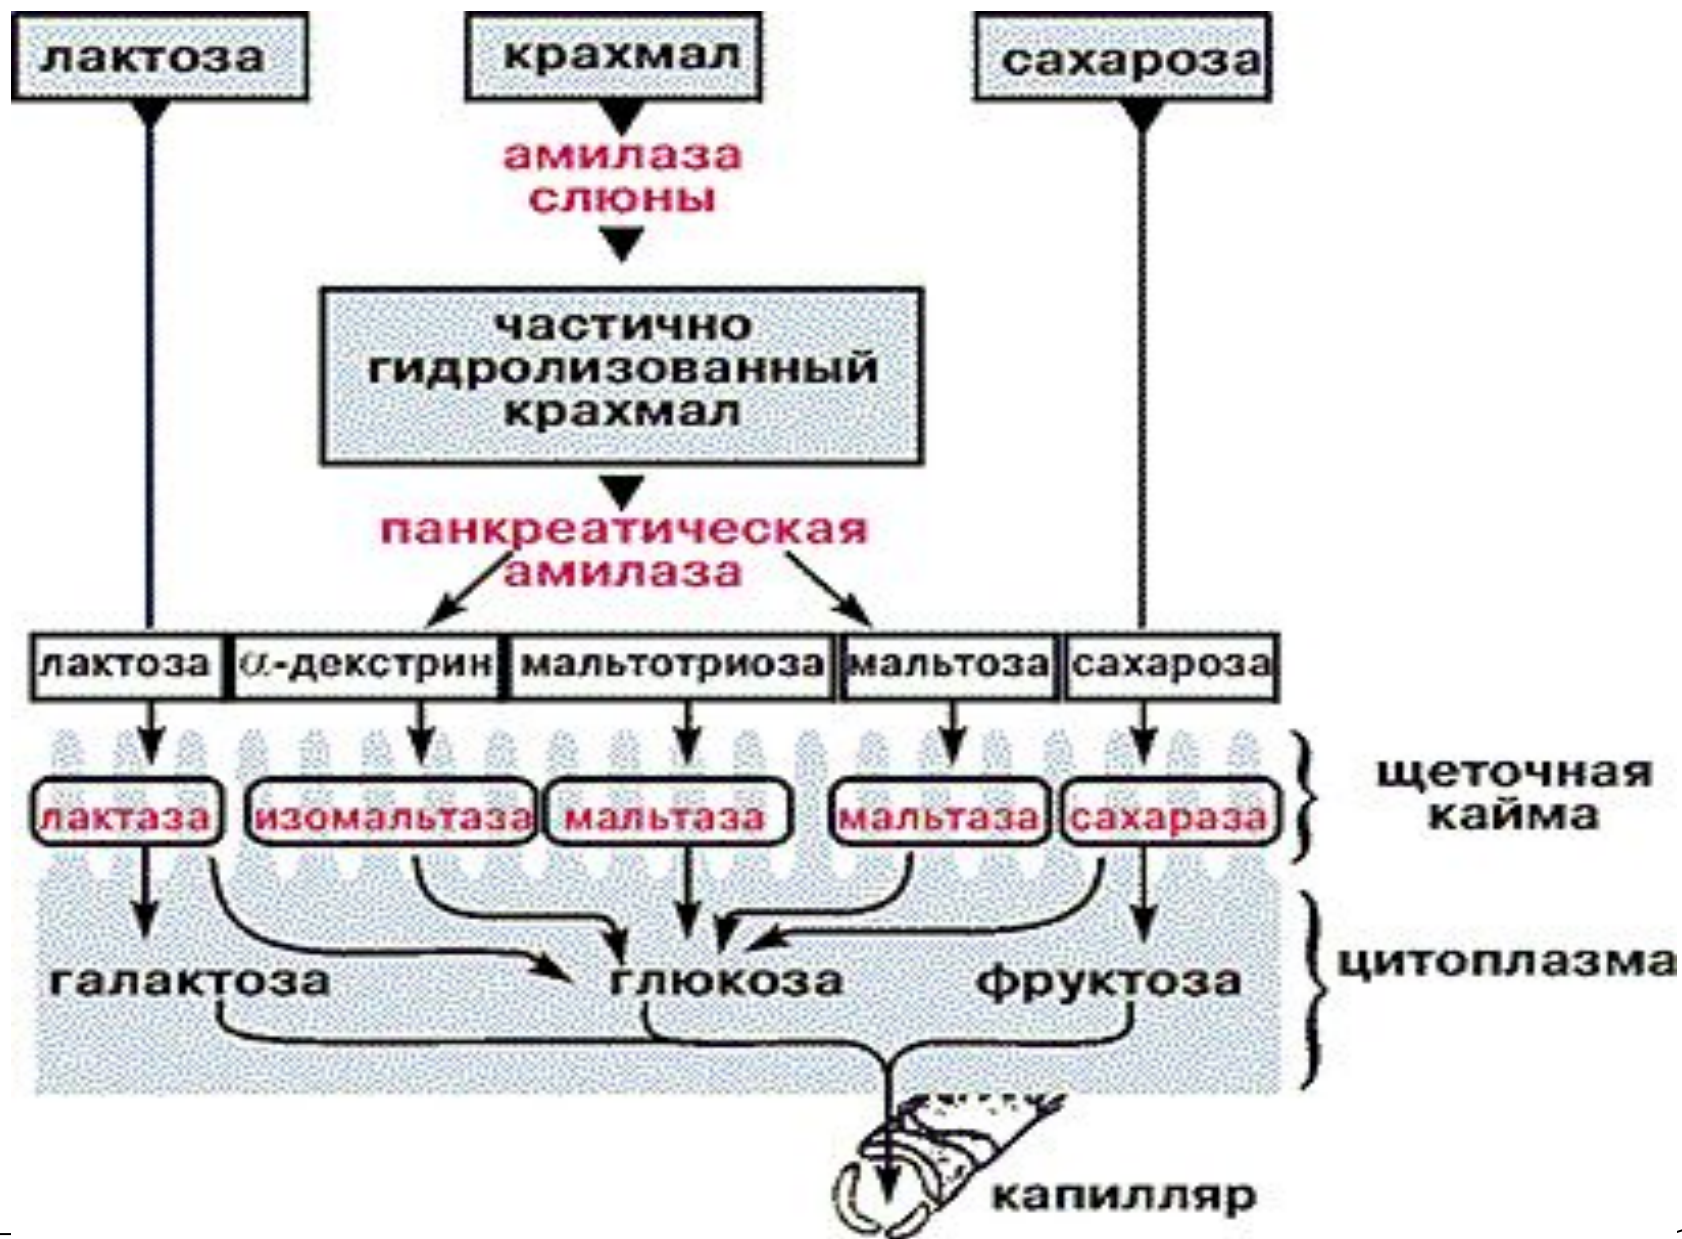 лактоза
крахмал
сахароза
амилаза
слюны
частично
гидролизованный
крахмал
панкреатическая
амилаза
лактоза
α-декстрин
мальтотриоза
мальтоза
сахароза
лактаза
изомальтаза
мальтаза
мальтаза
сахараза
щеточная
кайма
галактоза
глюкоза
фруктоза
цитоплазма
капилляр